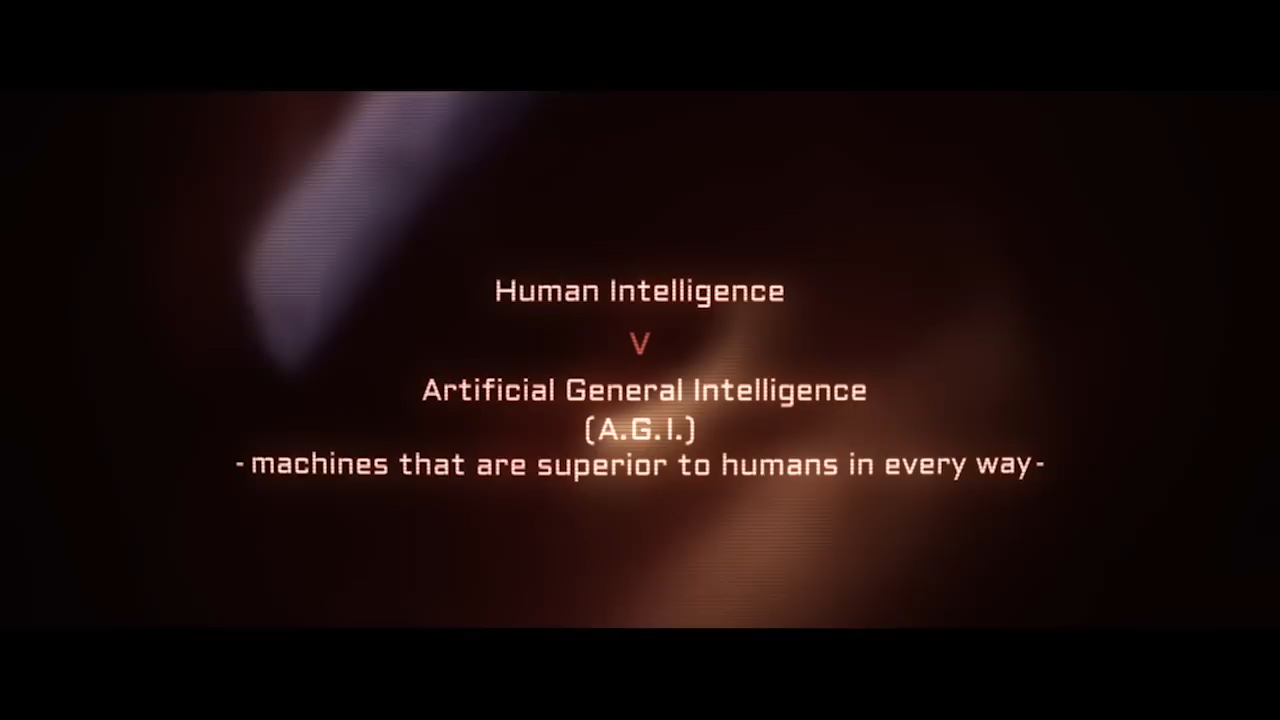 Human Intelligence
V
Artificial General Intelligence
(A.G.I.)
-machines that are superior to humans in every way-